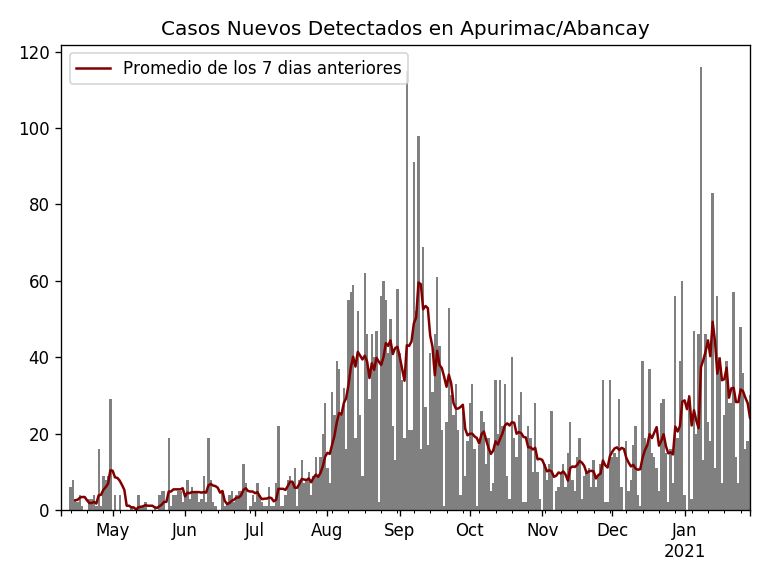 Casos Nuevos Detectados en Apurimac/Abancay
Promedio de los 7 dias anteriores
120
100
80
60
40
20
0
May Jun Jul Aug Sep Oct Nov Dec Jan
2021